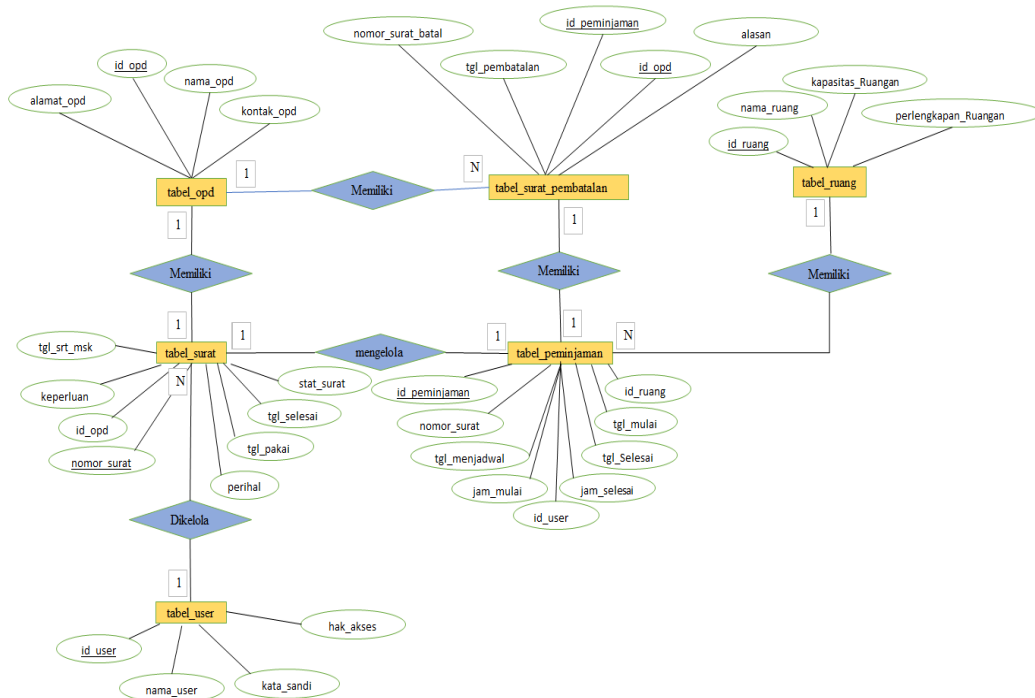 nomor_surat_batal
id_peminjaman
alasan
id_opd
nama_opd
tgl_pembatalan
id_opd
kapasitas_Ruangan
alamat_opd
kontak_opd
nama_ruang
perlengkapan_Ruangan
id_ruang
1
N
tabel_opd
Memiliki
tabel_surat_pembatalan
tabel_ruang
1
1
1
Memiliki
Memiliki
Memiliki
1
1
1
1
N
tgl_srt_msk
tabel_surat
mengelola
tabel_peminjaman
N
stat_surat
id_peminjaman
id_ruang
keperluan
tgl_selesai
nomor_surat
tgl_mulai
id_opd
tgl_pakai
tgl_menjadwal
tgl_Selesai
nomor_surat
perihal
jam_mulai
jam_selesai
id_user
Dikelola
1
tabel_user
hak_akses
id_user
nama_user
kata_sandi